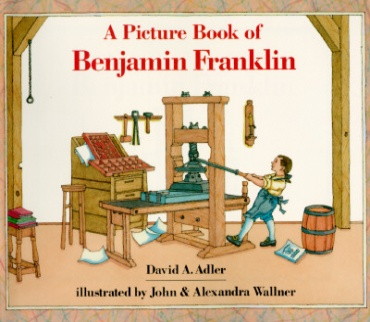 A Picture Book of
Benjamin Franklin
David A. Adler
illustrated by John & Alexandra Wallner